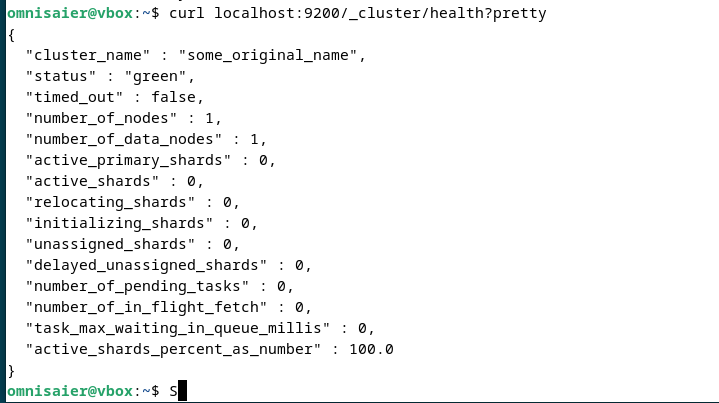 omnisaier@vbox:~$ curl localhost:9200/_cluster/health?pretty
{
  "cluster_name" : "some_original_name",
  "status" : "green",
  "timed_out" : false,
  "number_of_nodes" : 1,
  "number_of_data_nodes" : 1,
  "active_primary_shards" : 0,
  "active_shards" : 0,
  "relocating_shards" : 0,
  "initializing_shards" : 0,
  "unassigned_shards" : 0,
  "delayed_unassigned_shards" : 0,
  "number_of_pending_tasks" : 0,
  "number_of_in_flight_fetch" : 0,
  "task_max_waiting_in_queue_millis" : 0,
  "active_shards_percent_as_number" : 100.0
}
omnisaier@vbox:~$ S